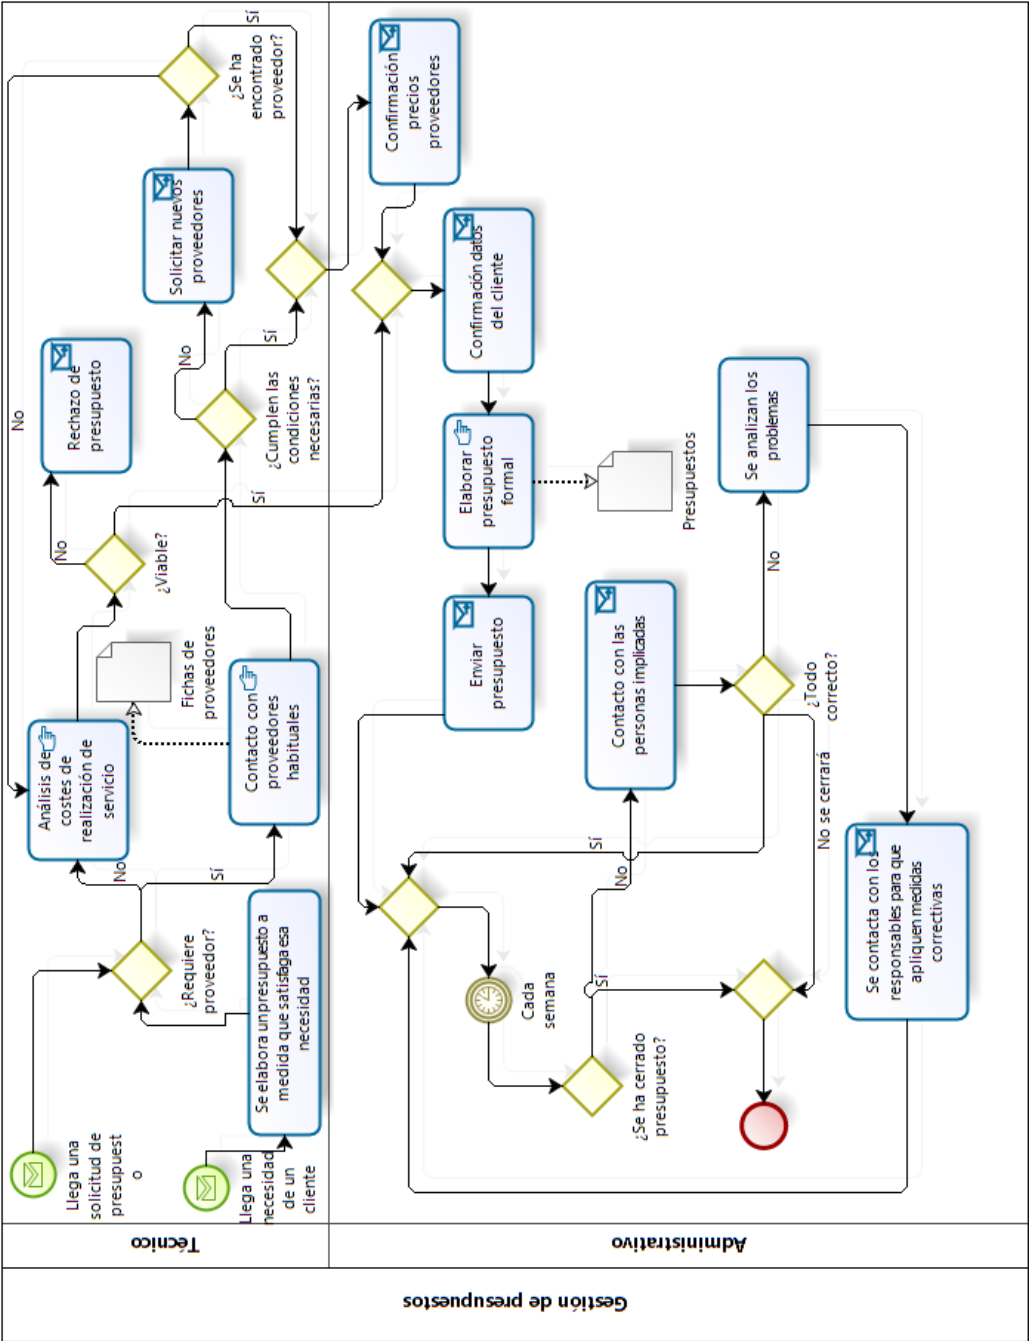 Gestión de presupuestos
Técnico
Administrativo
Llega una
solicitud de
presupuest
o
Llega una
necesidad
de un
cliente
Se elabora un presupuesto a
medida que satisfaga esa
necesidad
¿Requiere
proveedor?
No
Sí
Análisis de
costes de
realización de
servicio
Contacto con
proveedores
habituales
Fichas de
proveedores
¿Viable?
No
Sí
Rechazo de
presupuesto
¿Cumplen las
condiciones
necesarias?
No
Sí
Solicitar nuevos
proveedores
¿Se ha
encontrado
proveedor?
Sí
No
Confirmación
precios
proveedores
Confirmación datos
del cliente
Elaborar
presupuesto
formal
Presupuestos
Enviar
presupuesto
Cada
semana
¿Se ha cerrado
presupuesto?
Sí
No
Contacto con las
personas implicadas
¿Todo
correcto?
Sí
No
No se cerrará
Se analizan los
problemas
Se contacta con los
responsables para que
apliquen medidas
correctivas